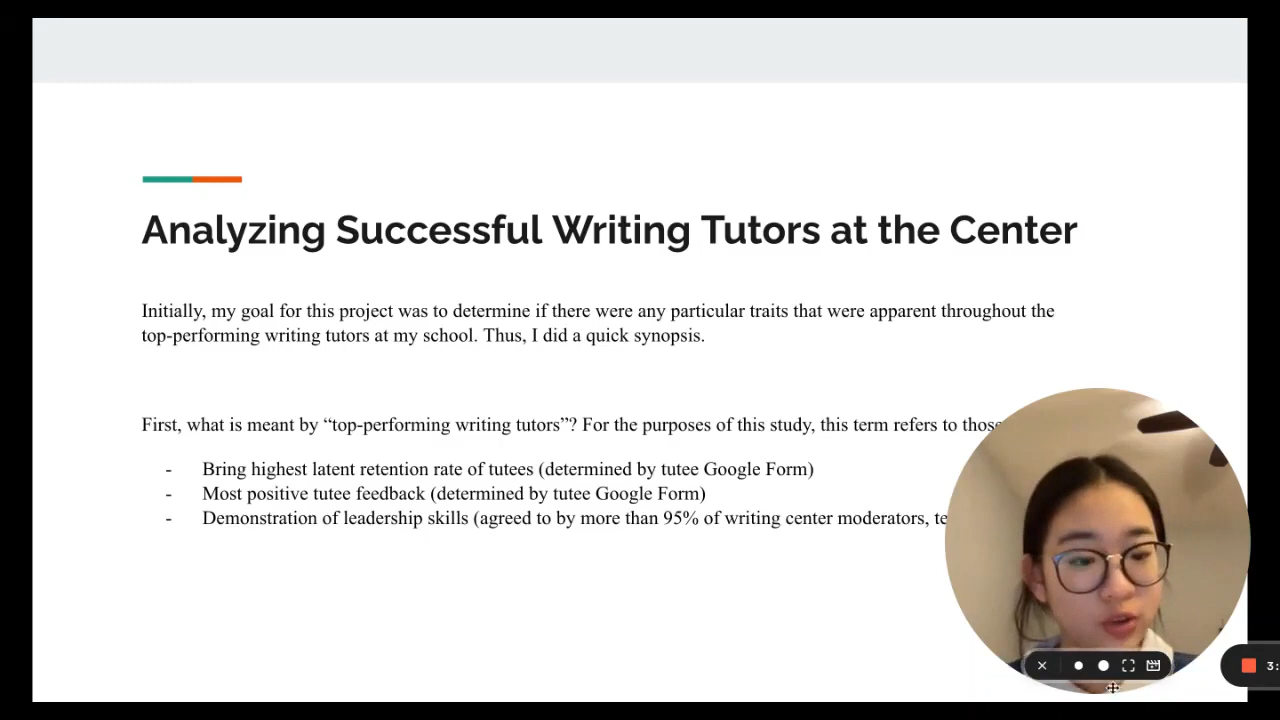 Analyzing Successful Writing Tutors at the Center
Initially, my goal for this project was to determine if there were any particular traits that were apparent throughout the
top-performing writing tutors at my school. Thus, I did a quick synopsis.
First, what is meant by “top-performing writing tutors”? For the purposes of this study, this term refers to those
- Bring highest latent retention rate of tutees (determined by tutee Google Form)
- Most positive tutee feedback (determined by tutee Google Form)
- Demonstration of leadership skills (agreed to by more than 95% of writing center moderators,
3: